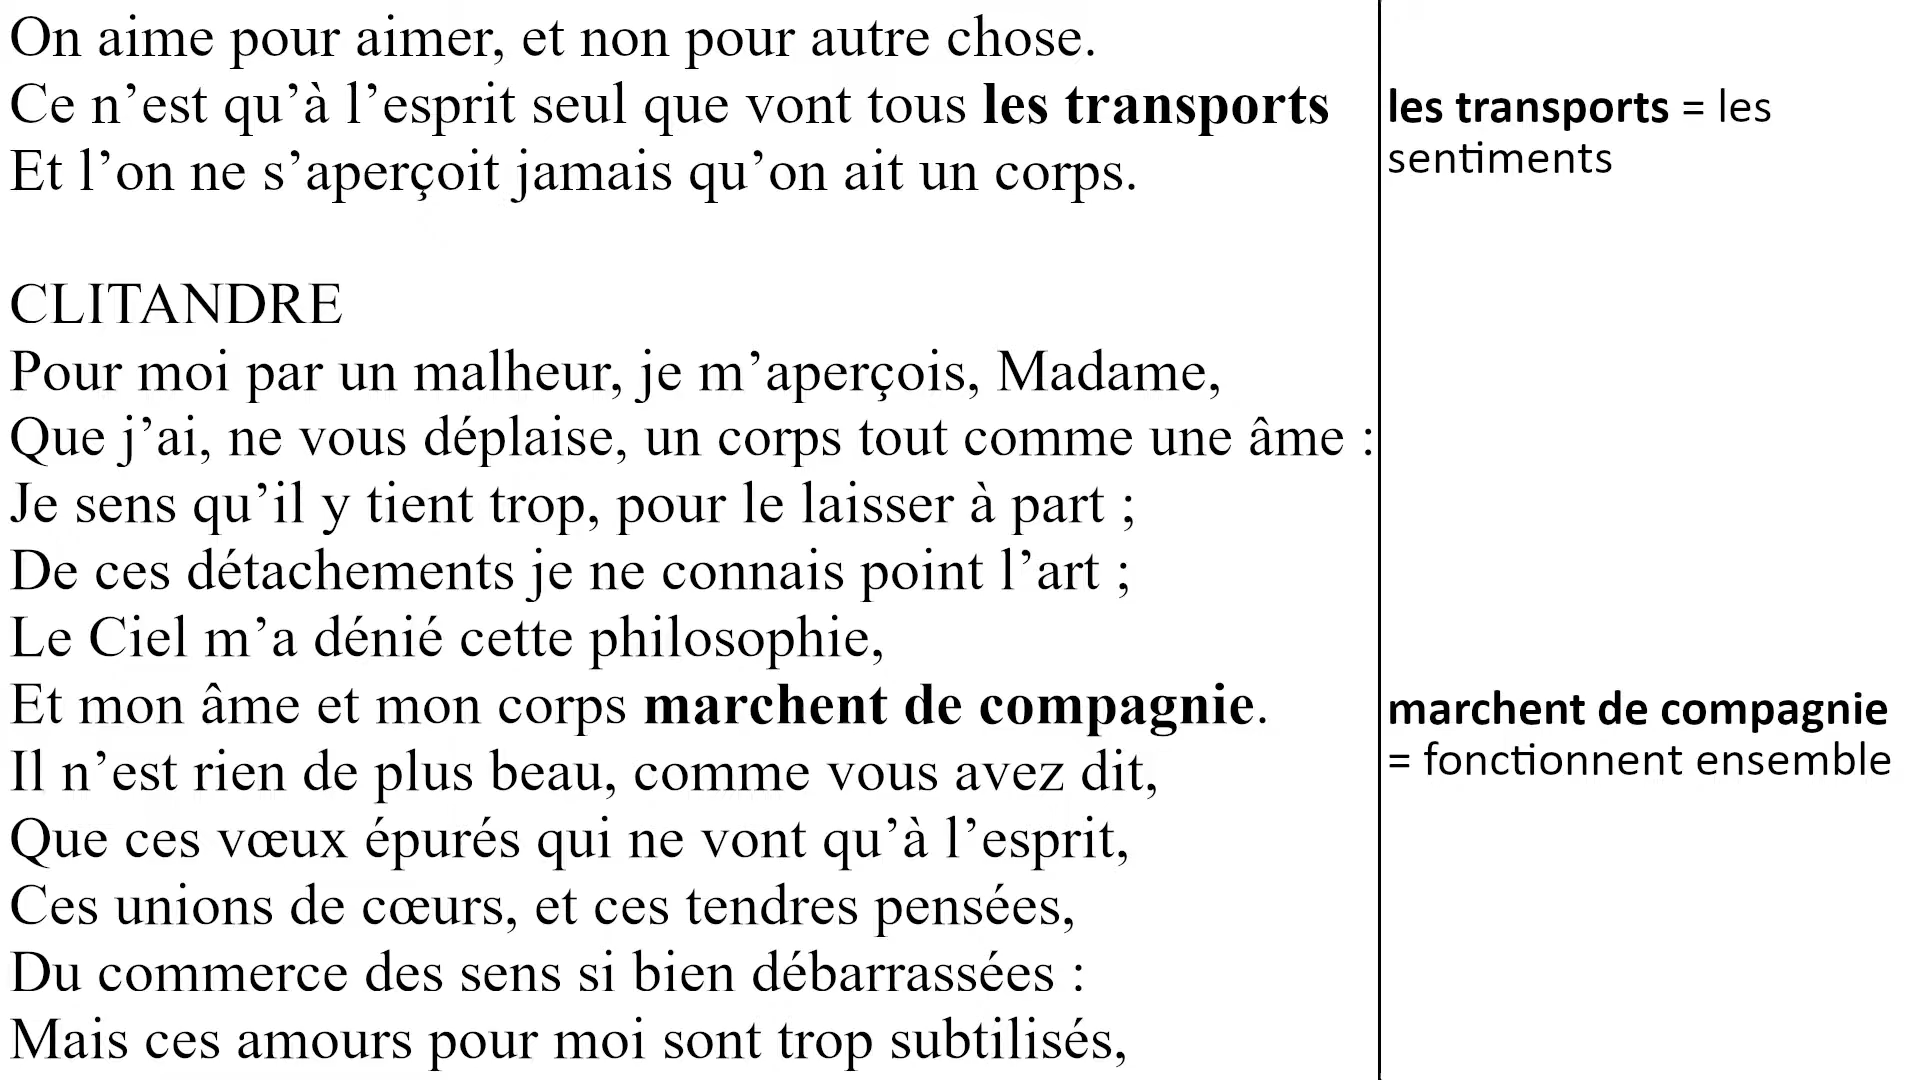 On aime pour aimer, et non pour autre chose.
Ce n’est qu’à l’esprit seul que vont tous les transports
Et l’on ne s’aperçoit jamais qu’on ait un corps.
CLITANDRE
Pour moi par un malheur, je m’aperçois, Madame,
Que j’ai, ne vous déplaise, un corps tout comme une âme :
Je sens qu’il y tient trop, pour le laisser à part ;
De ces détachements je ne connais point l’art ;
Le Ciel m’a dénié cette philosophie,
Et mon âme et mon corps marchent de compagnie.
Il n’est rien de plus beau, comme vous avez dit,
Que ces vœux épurés qui ne vont qu’à l’esprit,
Ces unions de cœurs, et ces tendres pensées,
Du commerce des sens si bien débarrassées :
Mais ces amours pour moi sont trop subtilisés,
les transports = les
sentiments
marchent de compagnie
= fonctionnent ensemble